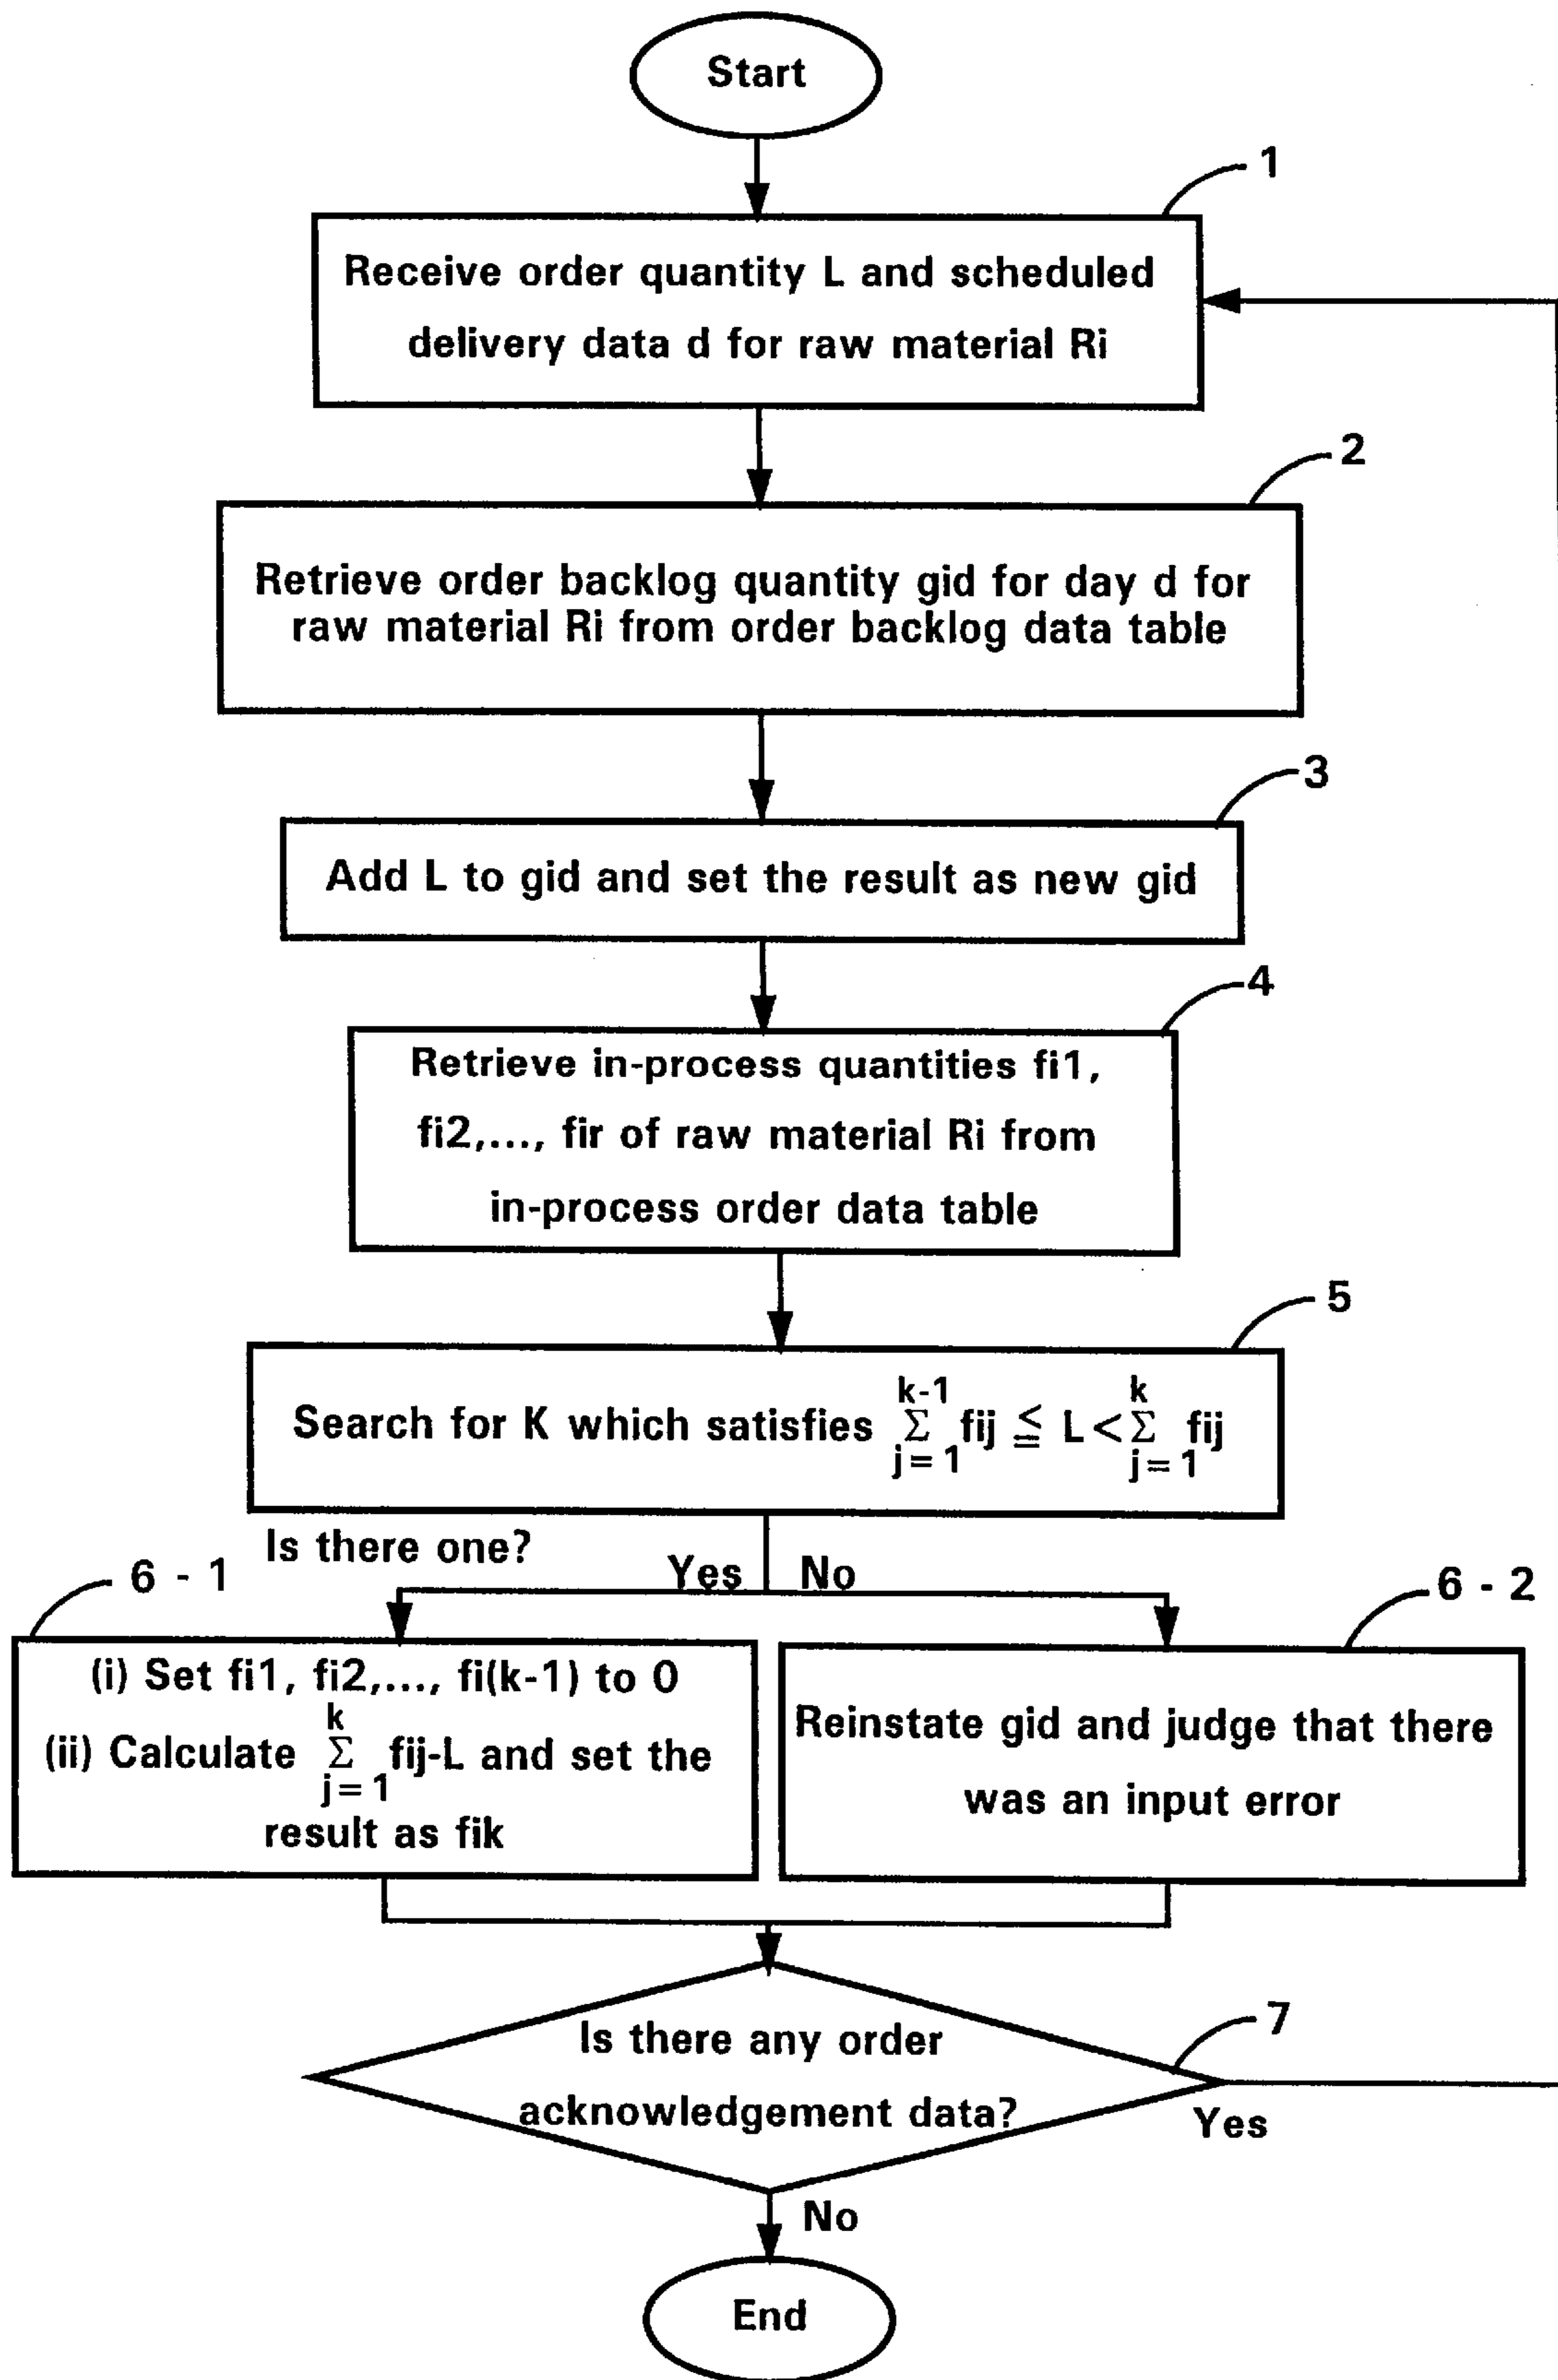 Start
1
Receive order quantity L and scheduled
delivery data d for raw material Ri
2
Retrieve order backlog quantity gid for day d for
raw material Ri from order backlog data table
3
Add L to gid and set the result as new gid
4
Retrieve in-process quantities fi1,
fi2,..., fir of raw material Ri from
in-process order data table
5
k-1 k
Search for K which satisfies Σ fij ≦ L < Σ fij
j=1 j=1
Is there one?
Yes No
6 - 1
6 - 2
(i) Set fi1, fi2,..., fi(k-1) to 0
k
(ii) Calculate Σ fij-L and set the
j=1
result as fik
Reinstate gid and judge that there
was an input error
7
Is there any order
acknowledgement data?
Yes
No
End